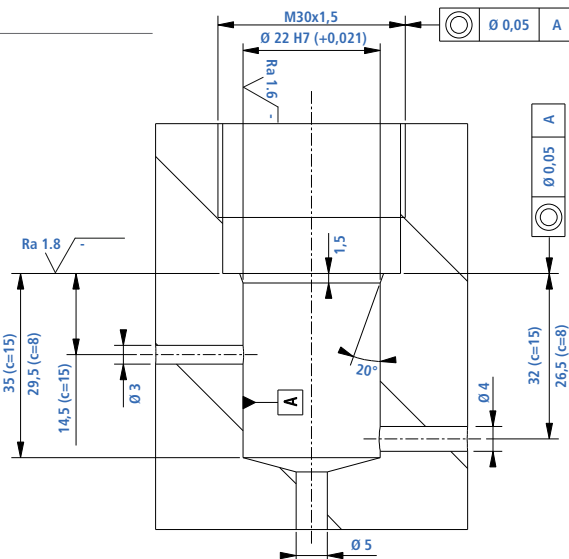 M30x1,5
Ø 22 H7 (+0,021)
Ø 0,05 A
Ra 1.6 -
Ø 0,05 A
Ra 1.8 -
1,5
35 (c=15)
29,5 (c=8)
14,5 (c=15)
Ø 3
20°
A
32 (c=15)
26,5 (c=8)
Ø 4
Ø 5